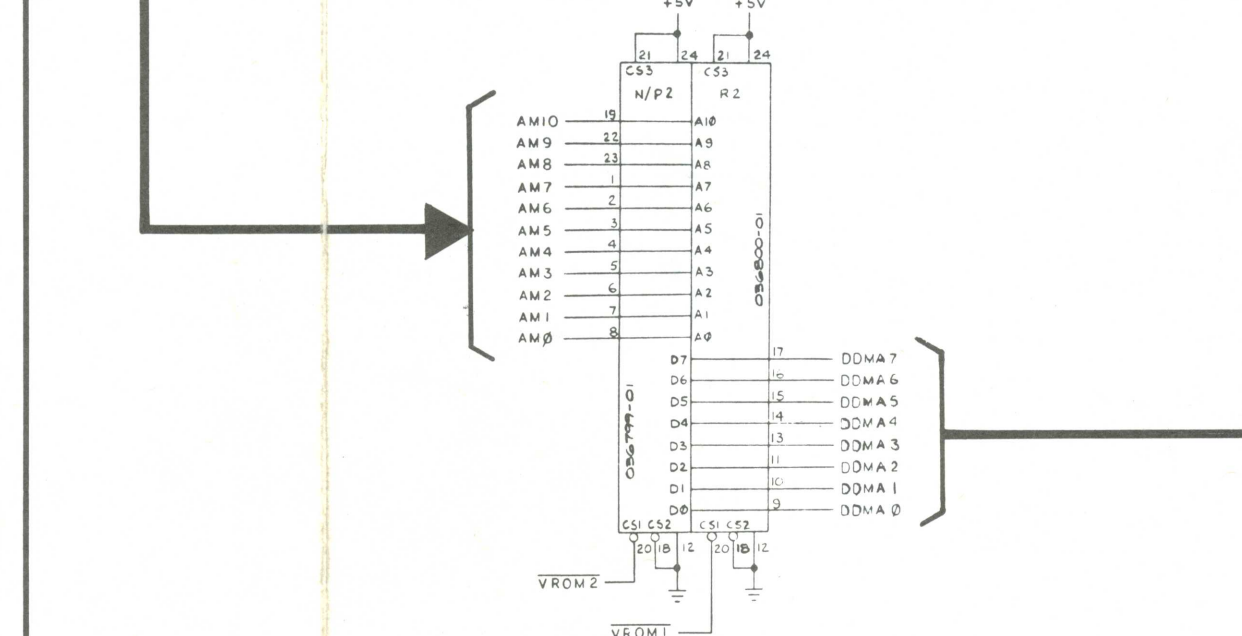 +5V +5V
21 24 21 24
CS3 CS3
N/P2 R2
AM10 19 A1Ø
AM9 22 A9
AM8 23 A8
AM7 1 A7
AM6 2 A6
AM5 3 A5
AM4 4 A4
AM3 5 A3
AM2 6 A2
AM1 7 A1
AMØ 8 AØ
036800-01
D7 17 DDMA7
D6 16 DDMA6
D5 15 DDMA5
D4 14 DDMA4
D3 13 DDMA3
D2 11 DDMA2
D1 10 DDMA1
DØ 9 DDMAØ
036799-01
CS1 CS2 CS1 CS2
20 18 12 20 18 12
VROM2
VROM1